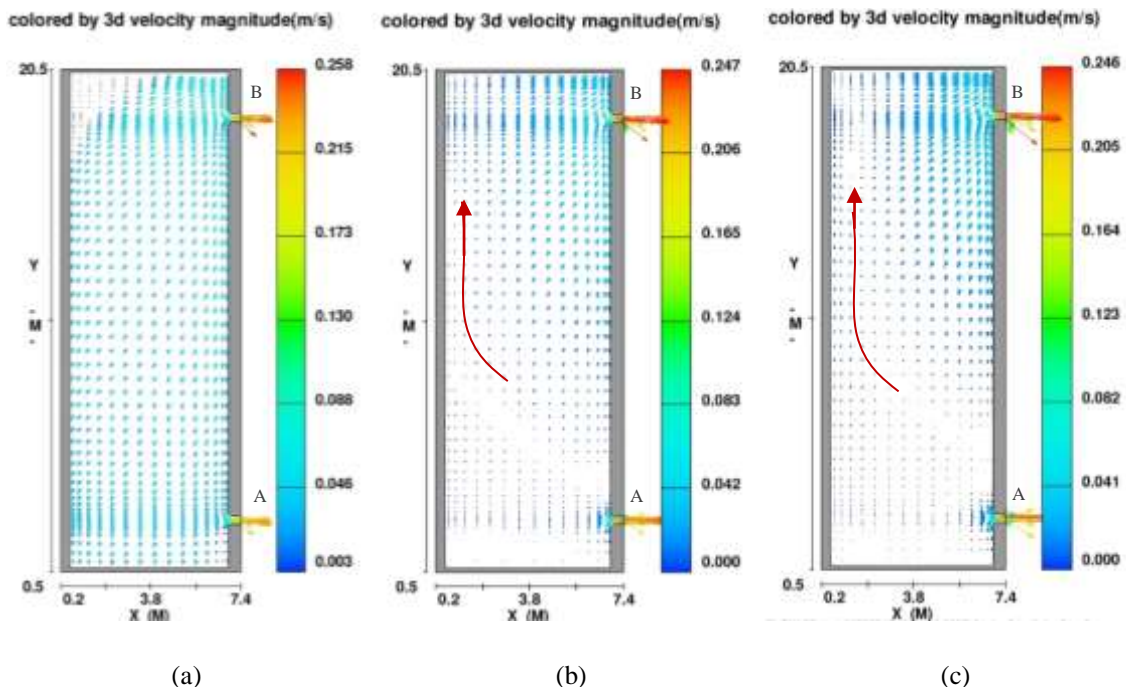 colored by 3d velocity magnitude(m/s)
20.5
Y
-
M
-
0.5
0.2 3.8 7.4
X (M)
B
A
0.258
0.215
0.173
0.130
0.088
0.046
0.003
(a)
colored by 3d velocity magnitude(m/s)
20.5
Y
-
M
-
0.5
0.2 3.8 7.4
X (M)
B
A
0.247
0.206
0.165
0.124
0.083
0.042
0.000
(b)
colored by 3d velocity magnitude(m/s)
20.5
Y
-
M
-
0.5
0.2 3.8 7.4
X (M)
B
A
0.246
0.205
0.164
0.123
0.082
0.041
0.000
(c)